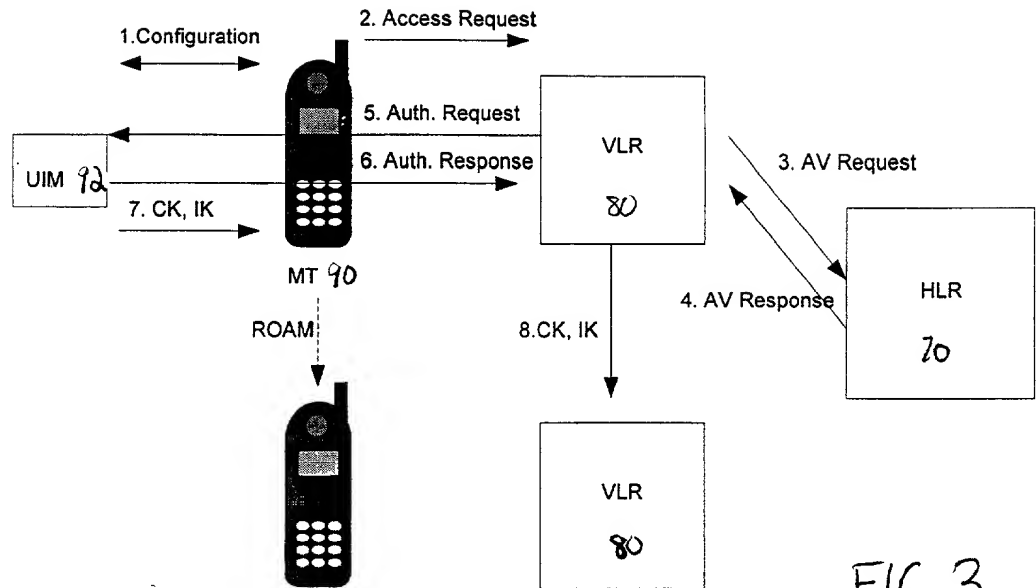 1.Configuration
2. Access Request
5. Auth. Request
6. Auth. Response
UIM 92
7. CK, IK
MT 90
VLR
80
3. AV Request
4. AV Response
HLR
70
ROAM
8.CK, IK
VLR
80
FIG. 3